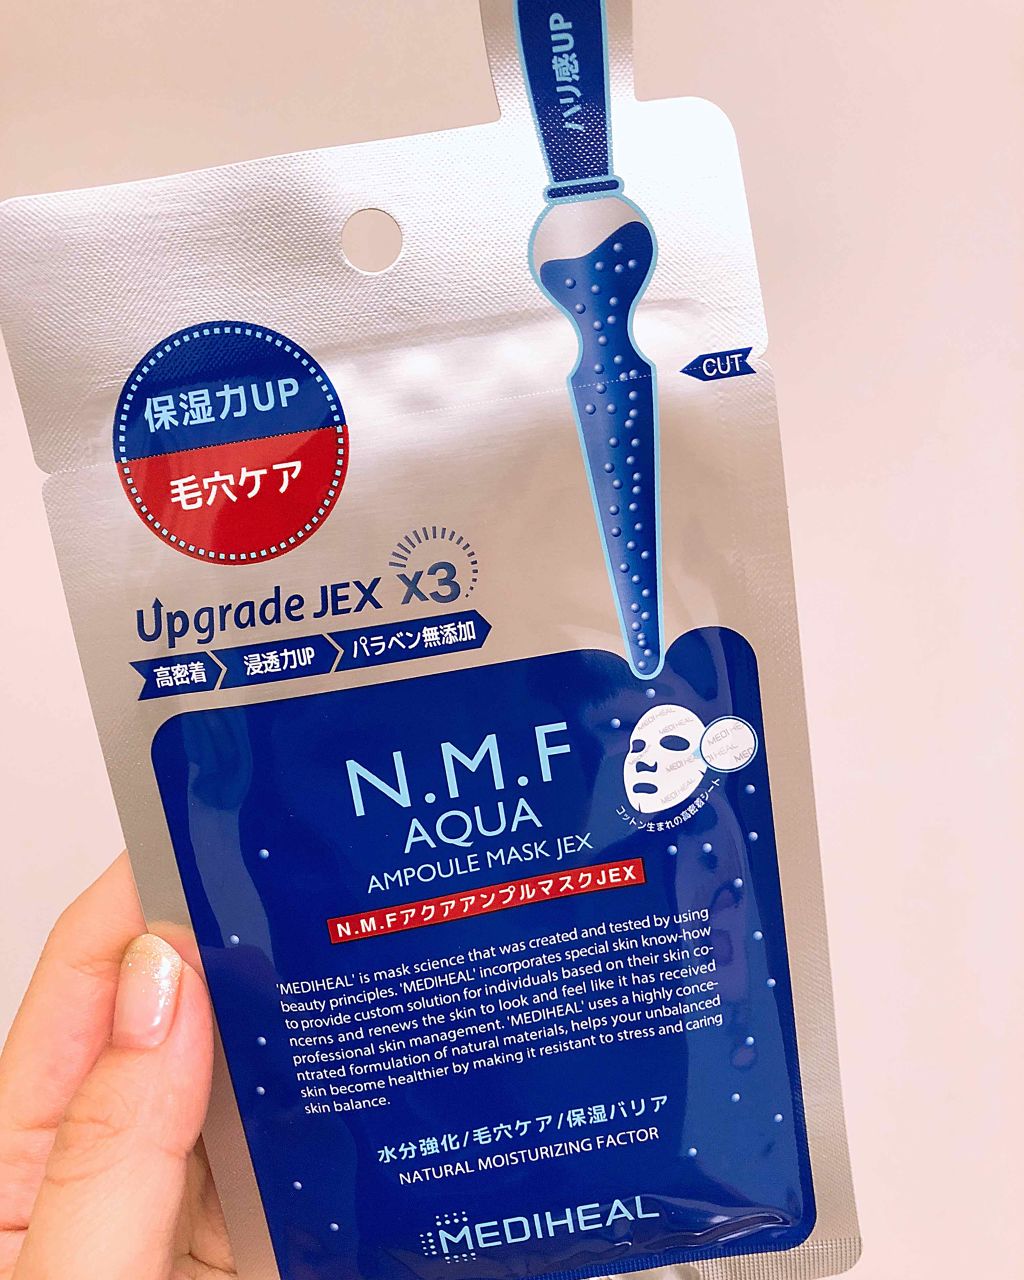 ハリ感UP
CUT
保湿力UP
毛穴ケア
Upgrade JEX X3
高密着 浸透力UP パラベン無添加
MEDI HEAL
コットン生まれの高密着シート
N.M.F
AQUA
AMPOULE MASK JEX
N.M.FアクアアンプルマスクJEX
'MEDIHEAL' is mask science that was created and tested by using
beauty principles. 'MEDIHEAL' incorporates special skin know-how
to provide custom solution for individuals based on their skin co-
ncerns and renews the skin to look and feel like it has received
professional skin management. 'MEDIHEAL' uses a highly conce-
ntrated formulation of natural materials, helps your unbalanced
skin become healthier by making it resistant to stress and caring
skin balance.
水分強化/毛穴ケア/保湿バリア
NATURAL MOISTURIZING FACTOR
MEDIHEAL